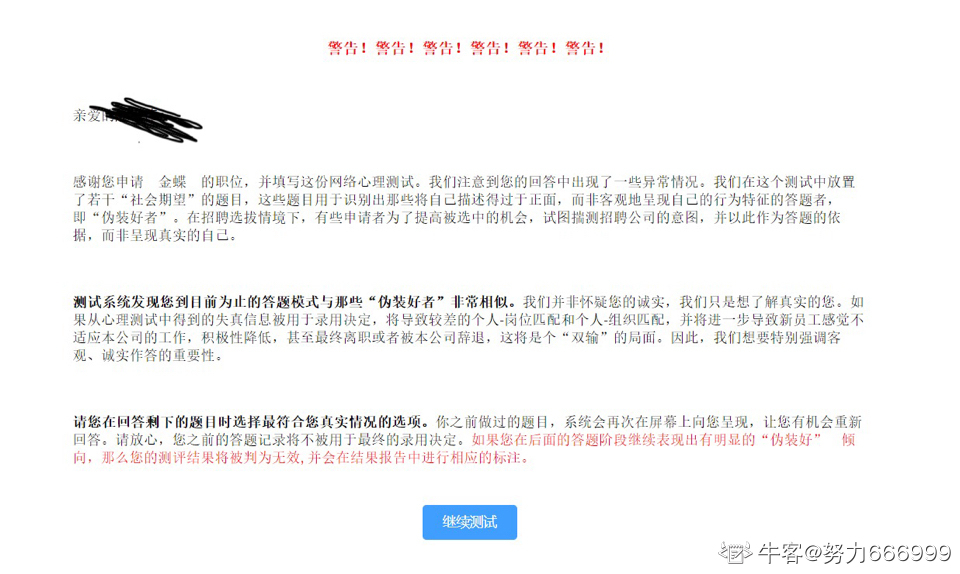 警告！警告！警告！警告！警告！警告！
亲爱的
感谢您申请 金蝶 的职位，并填写这份网络心理测试。我们注意到您的回答中出现了一些异常情况。我们在这个测试中放置
了若干“社会期望”的题目，这些题目用于识别出那些将自己描述得过于正面，而非客观地呈现自己的行为特征的答题者，
即“伪装好者”。在招聘选拔情境下，有些申请者为了提高被选中的机会，试图揣测招聘公司的意图，并以此作为答题的依
据，而非呈现真实的自己。
测试系统发现您到目前为止的答题模式与那些“伪装好者”非常相似。我们并非怀疑您的诚实，我们只是想了解真实的您。如
果从心理测试中得到的失真信息被用于录用决定，将导致较差的个人-岗位匹配和个人-组织匹配，并将进一步导致新员工感觉不
适应本公司的工作，积极性降低，甚至最终离职或者被本公司辞退，这将是个“双输”的局面。因此，我们想要特别强调客
观、诚实作答的重要性。
请您在回答剩下的题目时选择最符合您真实情况的选项。你之前做过的题目，系统会再次在屏幕上向您呈现，让您有机会重新
回答。请放心，您之前的答题记录将不被用于最终的录用决定。如果您在后面的答题阶段继续表现出有明显的“伪装好” 倾
向，那么您的测评结果将被判为无效,并会在结果报告中进行相应的标注。
继续测试
牛客@努力666999